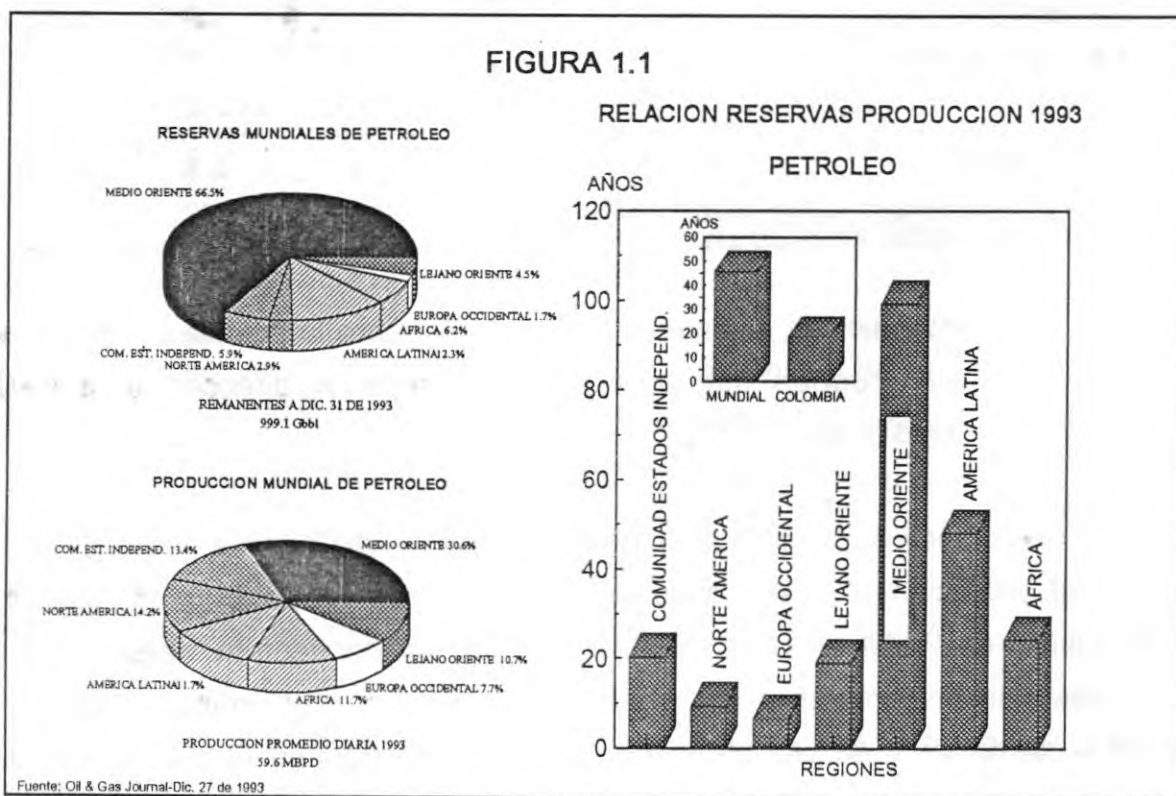 FIGURA 1.1
RESERVAS MUNDIALES DE PETROLEO
MEDIO ORIENTE 66.5%
LEJANO ORIENTE 4.5%
EUROPA OCCIDENTAL 1.7%
AFRICA 6.2%
AMERICA LATINA12.3%
COM. EST. INDEPEND. 5.9%
NORTE AMERICA 2.9%
REMANENTES A DIC. 31 DE 1993
999.1 Gbbl
PRODUCCION MUNDIAL DE PETROLEO
COM. EST. INDEPEND. 13.4%
MEDIO ORIENTE 30.6%
NORTE AMERICA 14.2%
LEJANO ORIENTE 10.7%
AMERICA LATINA11.7%
EUROPA OCCIDENTAL 7.7%
AFRICA 11.7%
PRODUCCION PROMEDIO DIARIA 1993
59.6 MBPD
Fuente: Oil & Gas Journal-Dic. 27 de 1993
RELACION RESERVAS PRODUCCION 1993
PETROLEO
AÑOS
120
100
80
60
40
20
0
AÑOS
60
50
40
30
20
10
0
MUNDIAL COLOMBIA
COMUNIDAD ESTADOS INDEPEND.
NORTE AMERICA
EUROPA OCCIDENTAL
LEJANO ORIENTE
MEDIO ORIENTE
AMERICA LATINA
AFRICA
REGIONES